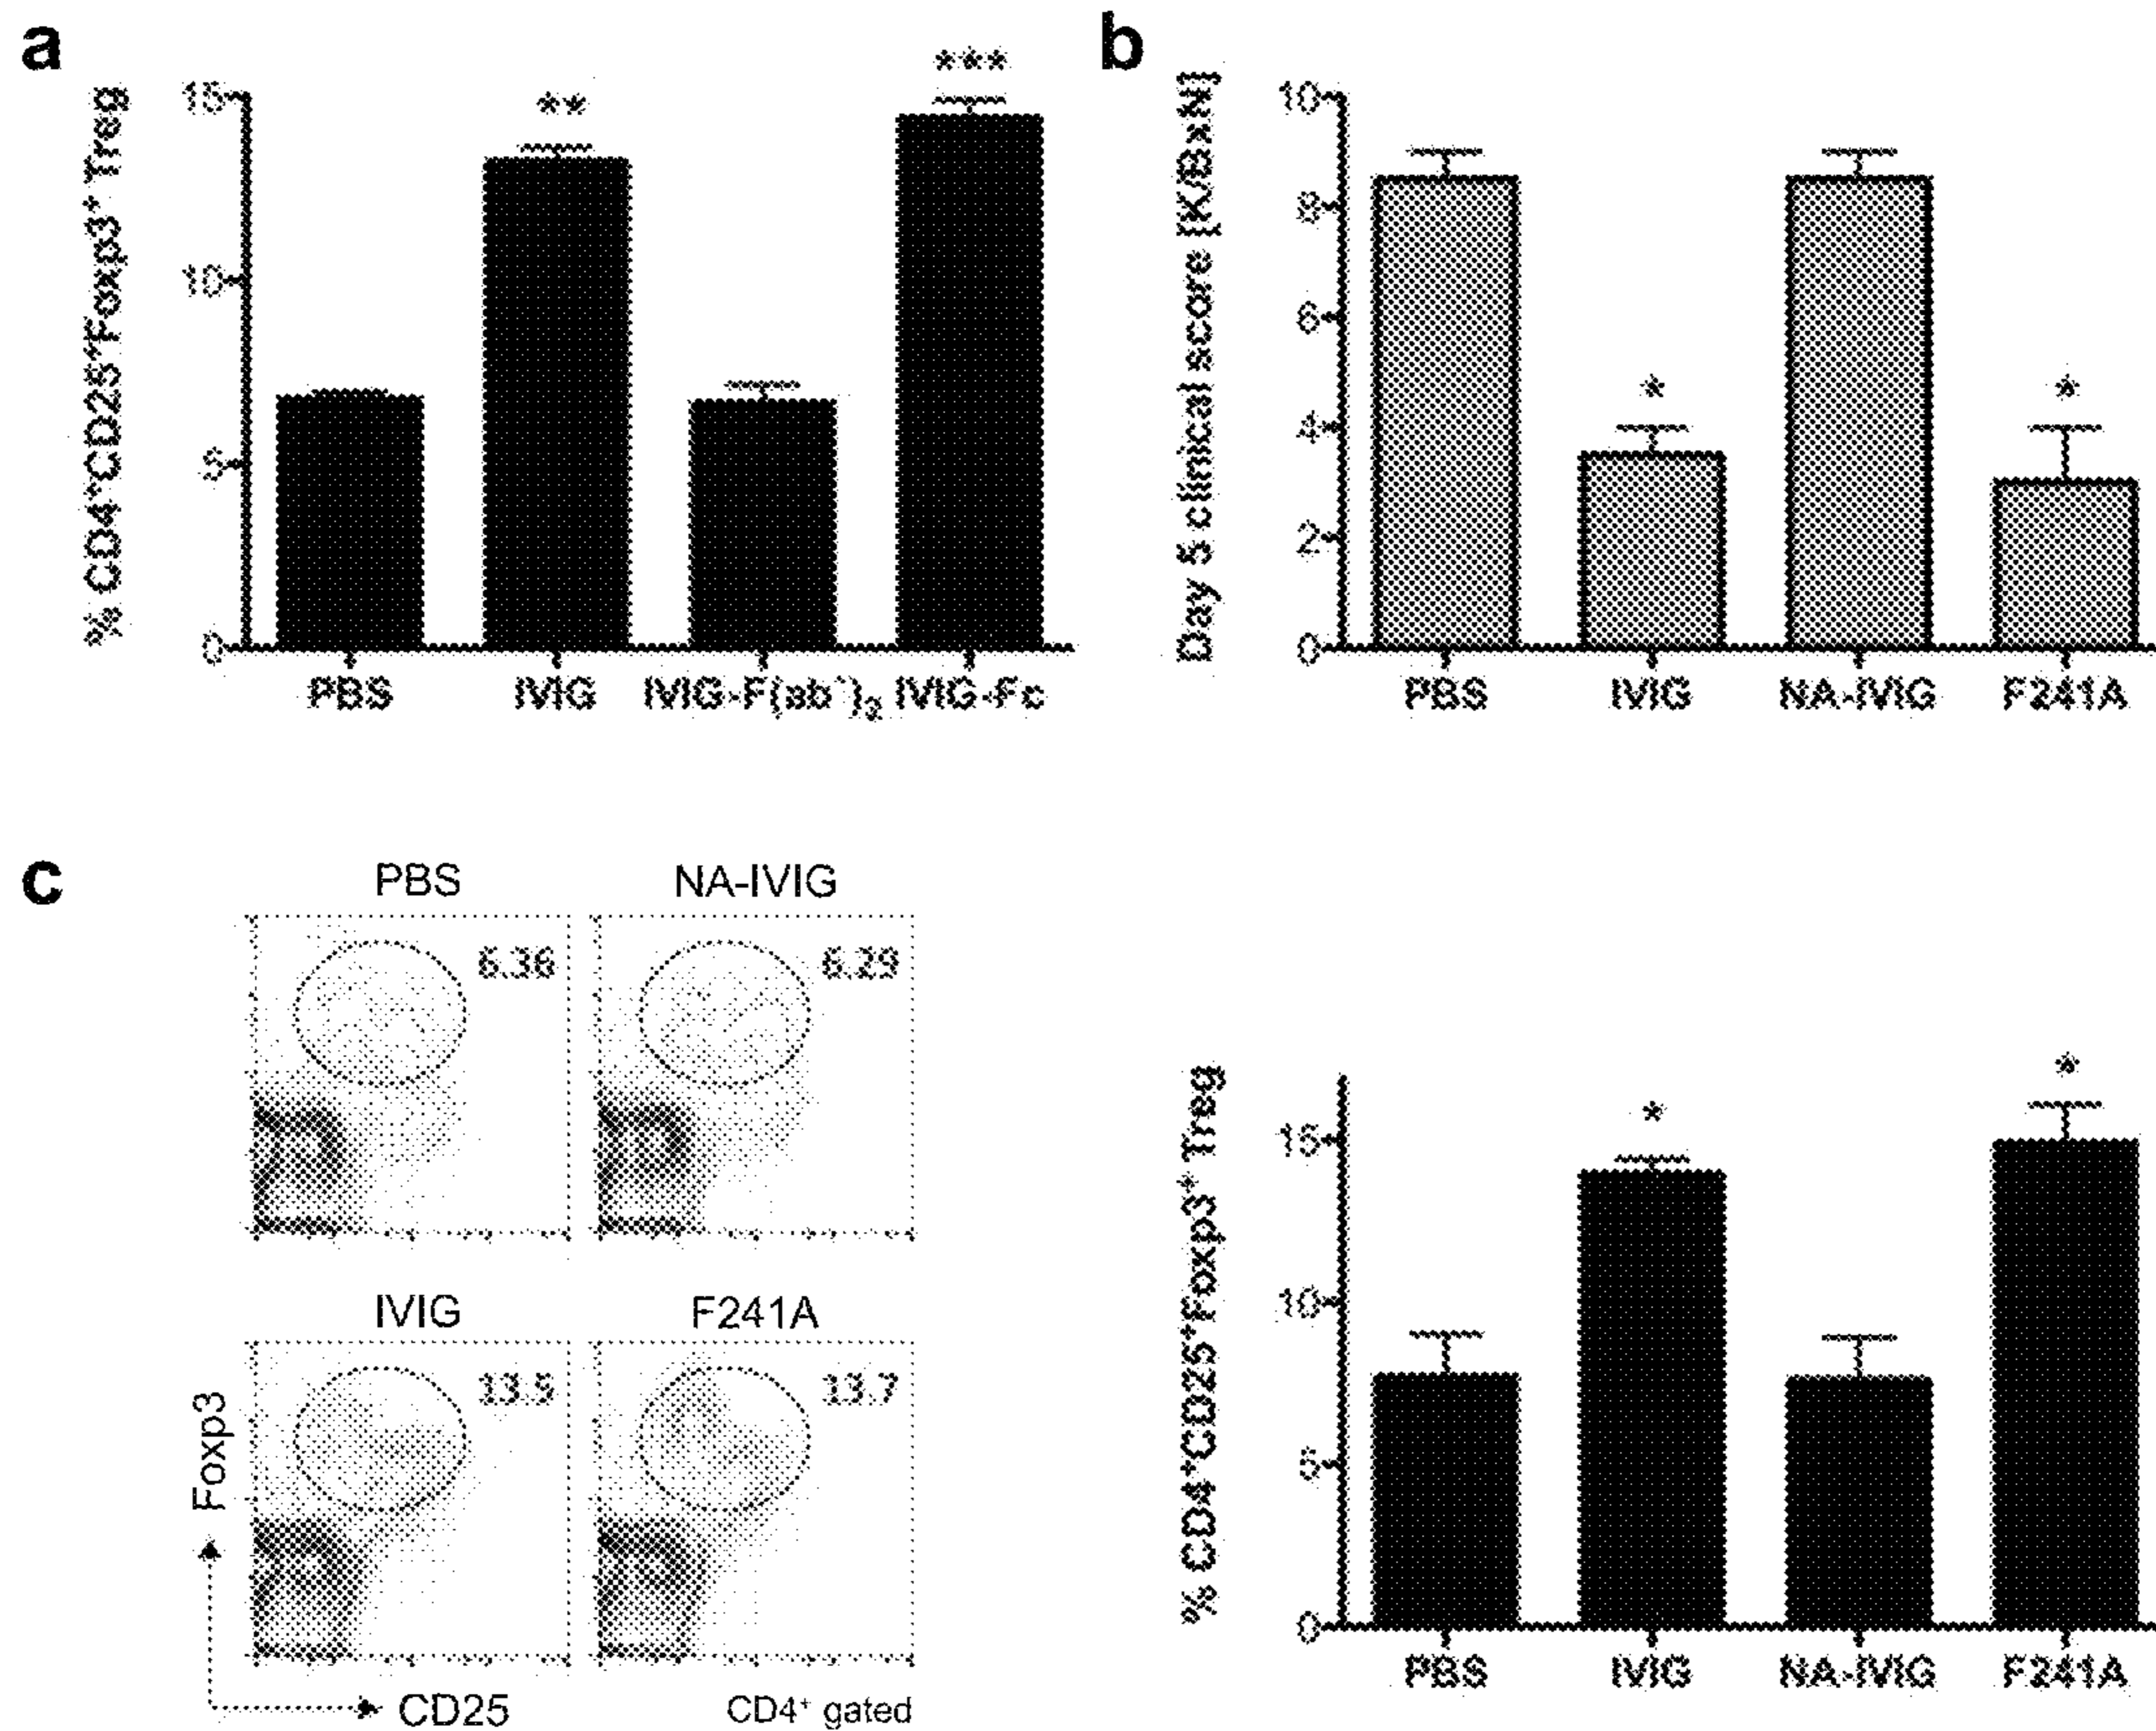 a
% CD4⁺CD25⁺Foxp3⁺ Treg
15
10
5
0
**
***
PBS IVIG IVIG-F(ab`)₂ IVIG-Fc
b
Day 5 clinical score [K/BxN]
10
8
6
4
2
0
*
*
PBS IVIG NA-IVIG F241A
c
PBS NA-IVIG
6.36 6.29
IVIG F241A
13.5 13.7
Foxp3
CD25
CD4⁺ gated
% CD4⁺CD25⁺Foxp3⁺ Treg
15
10
5
0
*
*
PBS IVIG NA-IVIG F241A